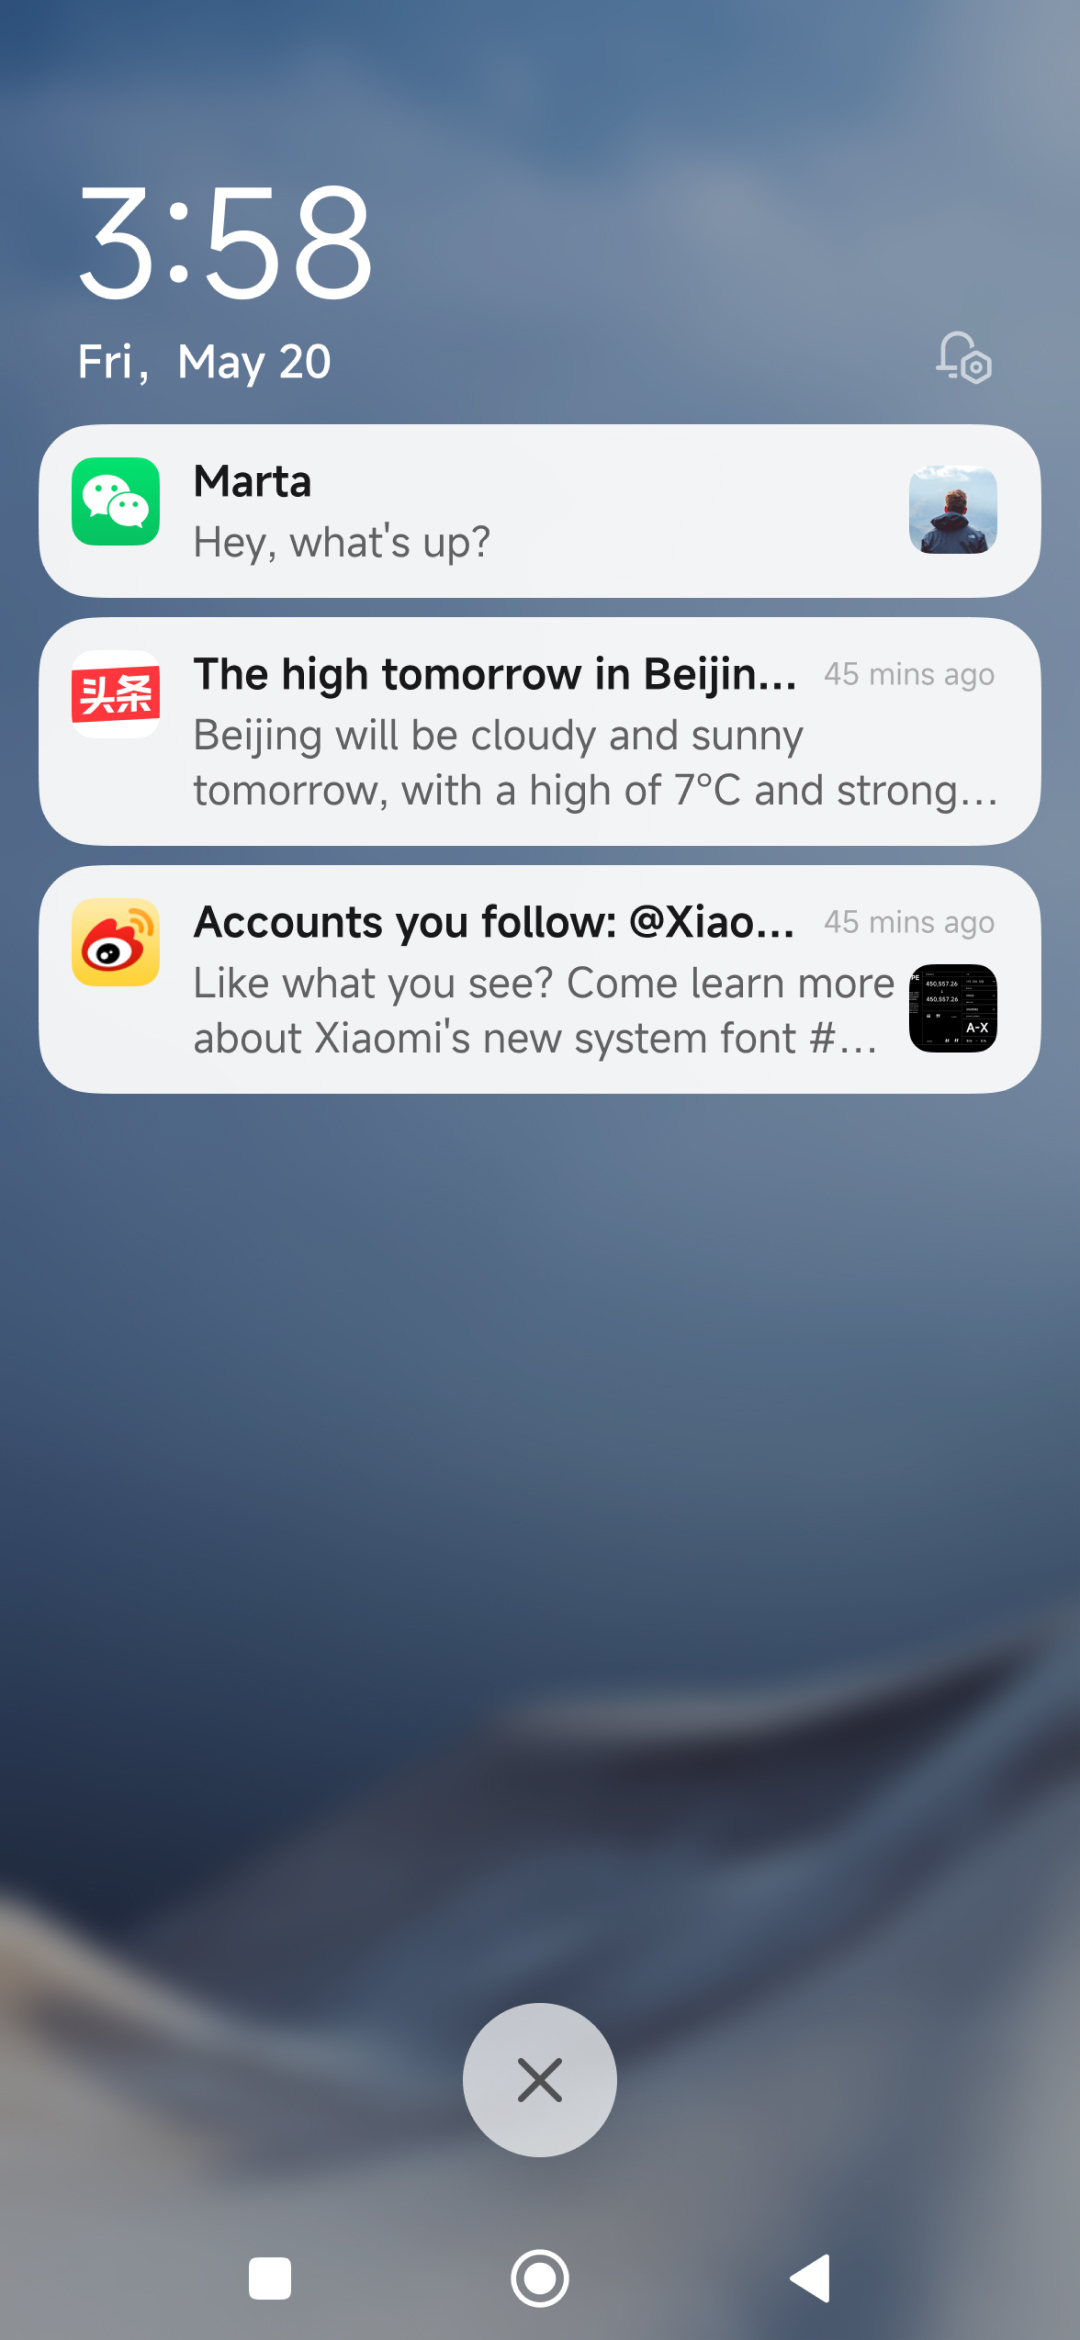 3:58
Fri, May 20
Marta
Hey, what's up?
头条
The high tomorrow in Beijin... 45 mins ago
Beijing will be cloudy and sunny
tomorrow, with a high of 7°C and strong...
Accounts you follow: @Xiao... 45 mins ago
Like what you see? Come learn more
about Xiaomi's new system font #...
450,557.26
450,557.26
A-X